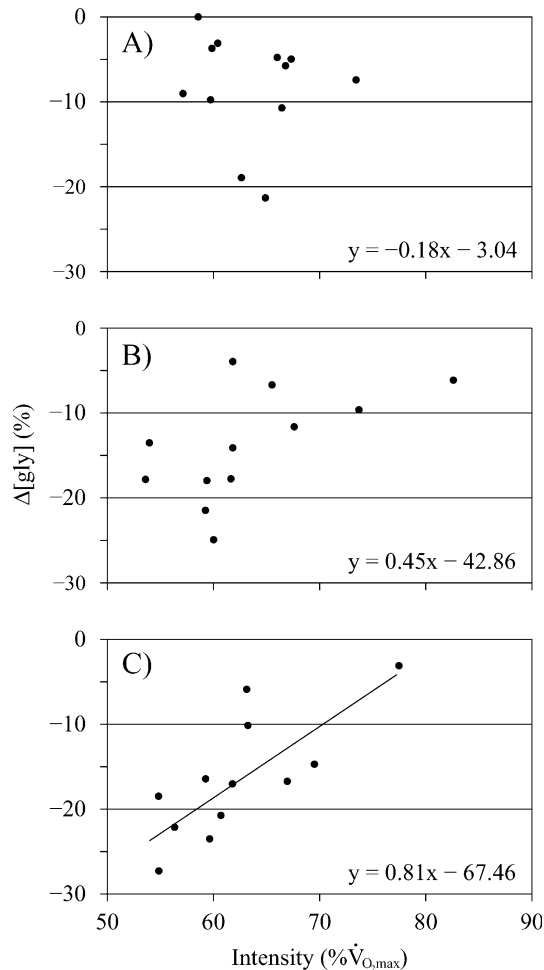 0
A)
−10
−20
y = −0.18x − 3.04
−30
0
B)
−10
Δ[gly] (%)
−20
y = 0.45x − 42.86
−30
0
C)
−10
−20
y = 0.81x − 67.46
−30
50 60 70 80 90
Intensity (%V̇O,max)